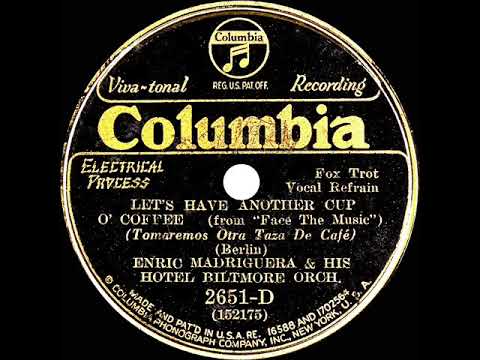 Columbia
Viva-tonal Recording
REG. U.S. PAT. OFF.
Columbia
ELECTRICAL
PROCESS
Fox Trot
Vocal Refrain
LET'S HAVE ANOTHER CUP
O' COFFEE (from "Face The Music")
(Tomaremos Otra Taza De Café)
(Berlin)
ENRIC MADRIGUERA & HIS
HOTEL BILTMORE ORCH.
2651-D
(152175)
MADE AND PAT'D IN U.S.A. RE. 16588 AND 1702564
© COLUMBIA PHONOGRAPH COMPANY, INC., NEW YORK, U.S.A.